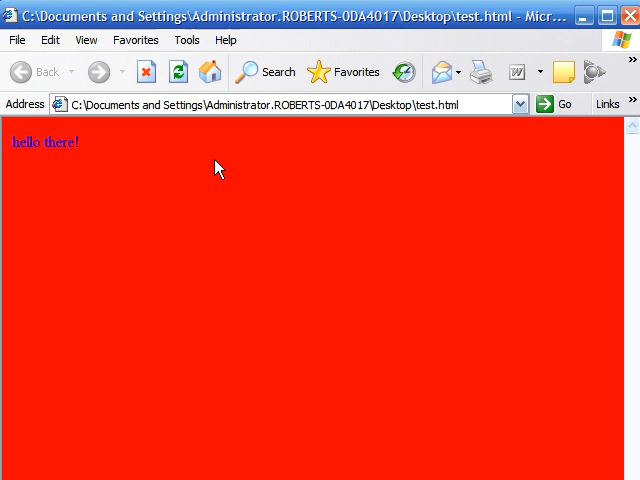 C:\Documents and Settings\Administrator.ROBERTS-0DA4017\Desktop\test.html - Micr...
File Edit View Favorites Tools Help
Back Search Favorites W »
Address C:\Documents and Settings\Administrator.ROBERTS-0DA4017\Desktop\test.html Go Links »
hello there!